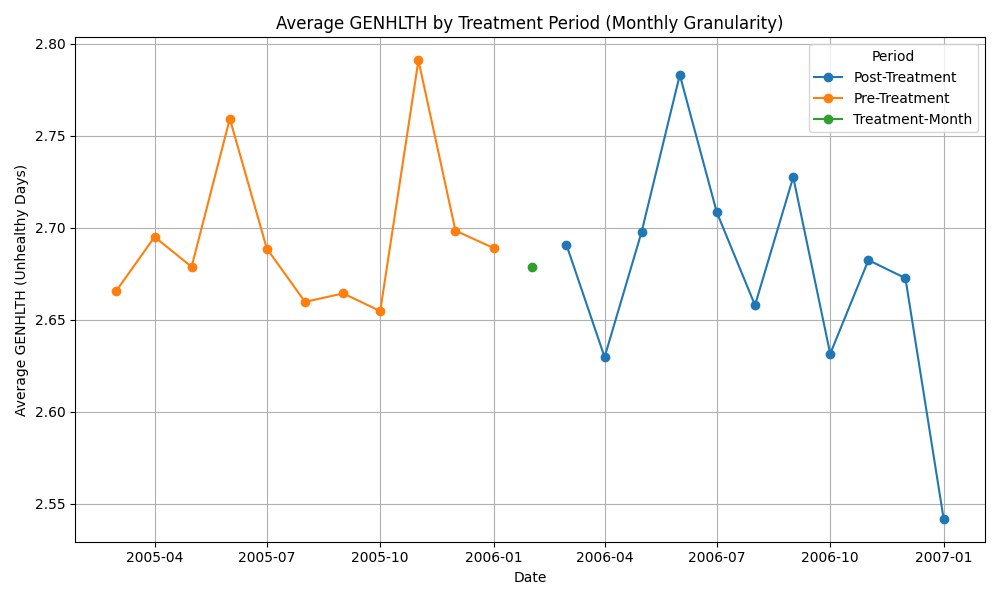 Average GENHLTH by Treatment Period (Monthly Granularity)
Average GENHLTH (Unhealthy Days)
2.80
2.75
2.70
2.65
2.60
2.55
Period
Post-Treatment
Pre-Treatment
Treatment-Month
2005-04 2005-07 2005-10 2006-01 2006-04 2006-07 2006-10 2007-01
Date